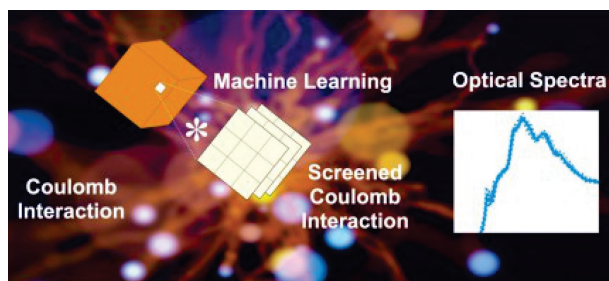 Machine Learning
Optical Spectra
*
Coulomb
Interaction
Screened
Coulomb
Interaction